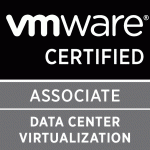 vmware®
CERTIFIED
ASSOCIATE
DATA CENTER
VIRTUALIZATION